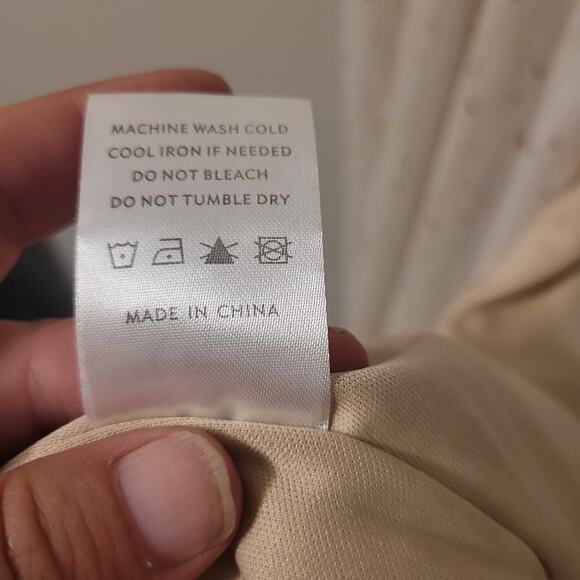 MACHINE WASH COLD
COOL IRON IF NEEDED
DO NOT BLEACH
DO NOT TUMBLE DRY
MADE IN CHINA